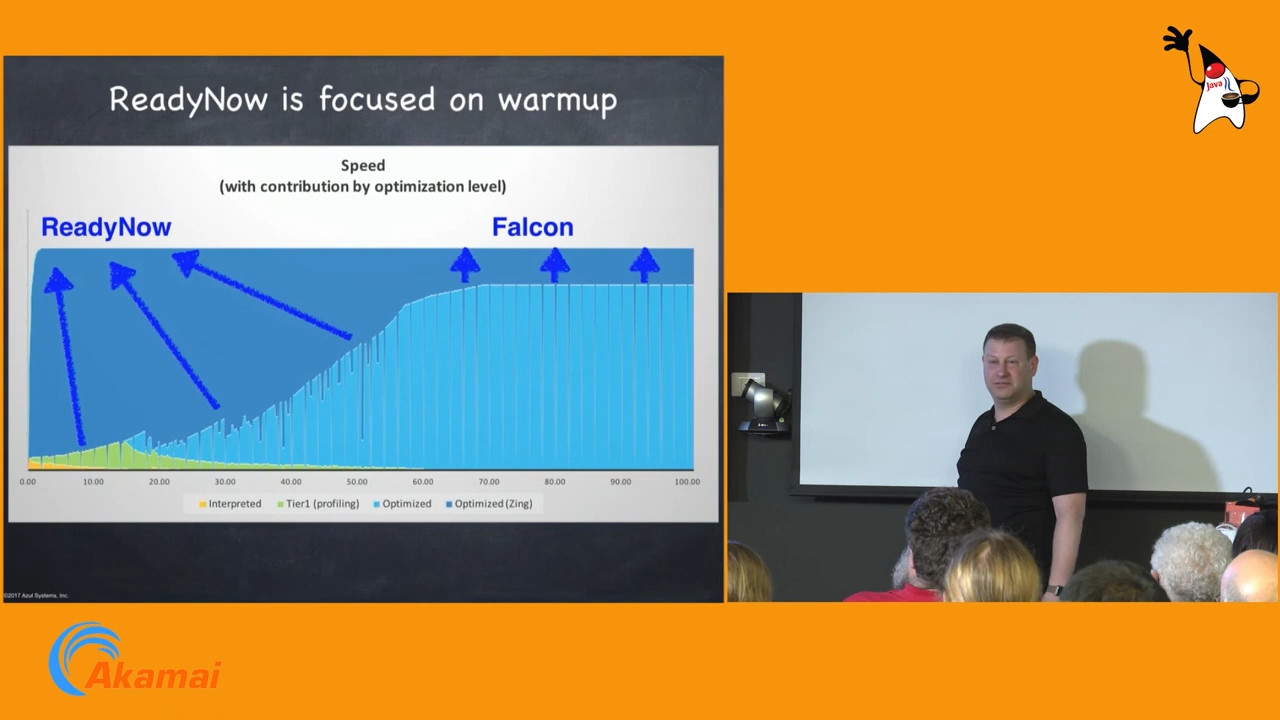 ReadyNow is focused on warmup
Speed
(with contribution by optimization level)
ReadyNow
Falcon
0.00 10.00 20.00 30.00 40.00 50.00 60.00 70.00 80.00 90.00 100.00
Interpreted Tier1 (profiling) Optimized Optimized (Zing)
©2017 Azul Systems, Inc.
Java
Akamai